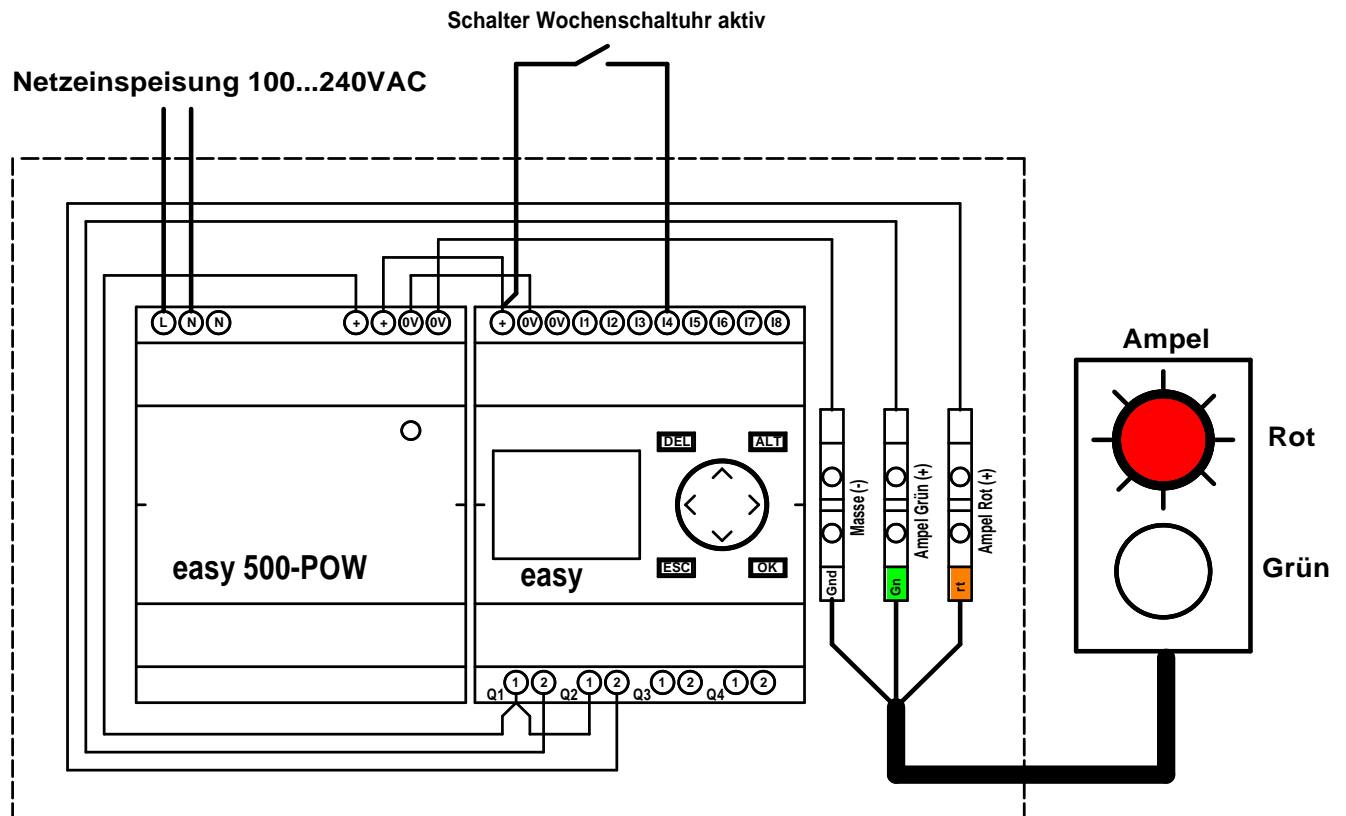 Schalter Wochenschaltuhr aktiv
Netzeinspeisung 100...240VAC
L N N + + 0V 0V
+ 0V 0V I1 I2 I3 I4 I5 I6 I7 I8
DEL ALT
ESC OK
easy 500-POW
easy
Q1 1 2 Q2 1 2 Q3 1 2 Q4 1 2
Masse (-)
Gnd
Ampel Grün (+)
Gn
Ampel Rot (+)
rt
Ampel
Rot
Grün